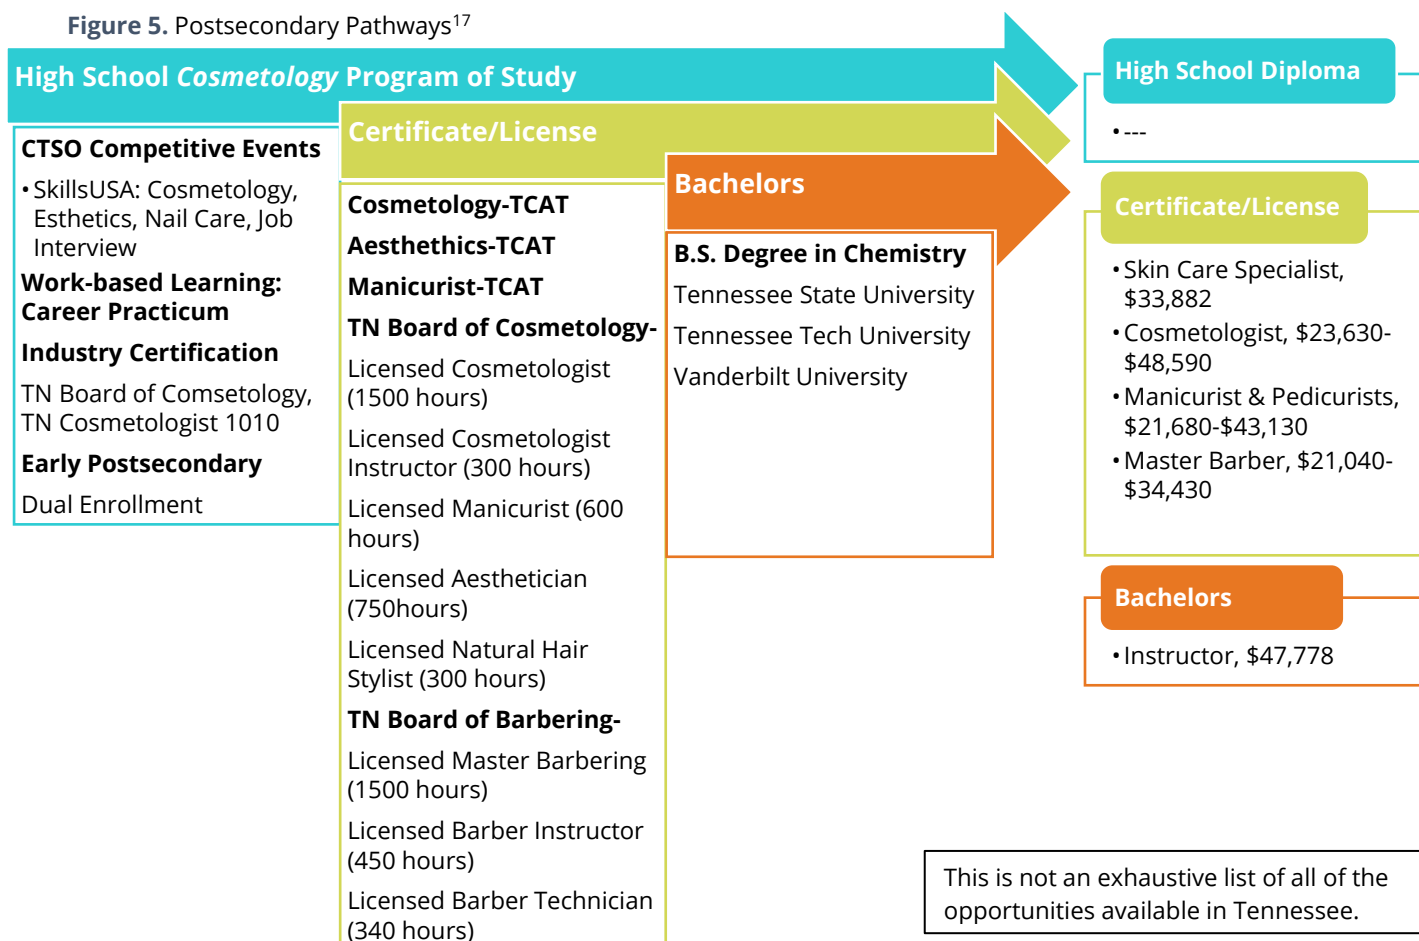 Figure 5. Postsecondary Pathways17
High School Cosmetology Program of Study
CTSO Competitive Events
•SkillsUSA: Cosmetology,
Esthetics, Nail Care, Job
Interview
Work-based Learning:
Career Practicum
Industry Certification
TN Board of Comsetology,
TN Cosmetologist 1010
Early Postsecondary
Dual Enrollment
Certificate/License
Cosmetology-TCAT
Aesthethics-TCAT
Manicurist-TCAT
TN Board of Cosmetology-
Licensed Cosmetologist
(1500 hours)
Licensed Cosmetologist
Instructor (300 hours)
Licensed Manicurist (600
hours)
Licensed Aesthetician
(750hours)
Licensed Natural Hair
Stylist (300 hours)
TN Board of Barbering-
Licensed Master Barbering
(1500 hours)
Licensed Barber Instructor
(450 hours)
Licensed Barber Technician
(340 hours)
Bachelors
B.S. Degree in Chemistry
Tennessee State University
Tennessee Tech University
Vanderbilt University
High School Diploma
•---
Certificate/License
•Skin Care Specialist,
$33,882
•Cosmetologist, $23,630-
$48,590
•Manicurist & Pedicurists,
$21,680-$43,130
•Master Barber, $21,040-
$34,430
Bachelors
•Instructor, $47,778
This is not an exhaustive list of all of the
opportunities available in Tennessee.